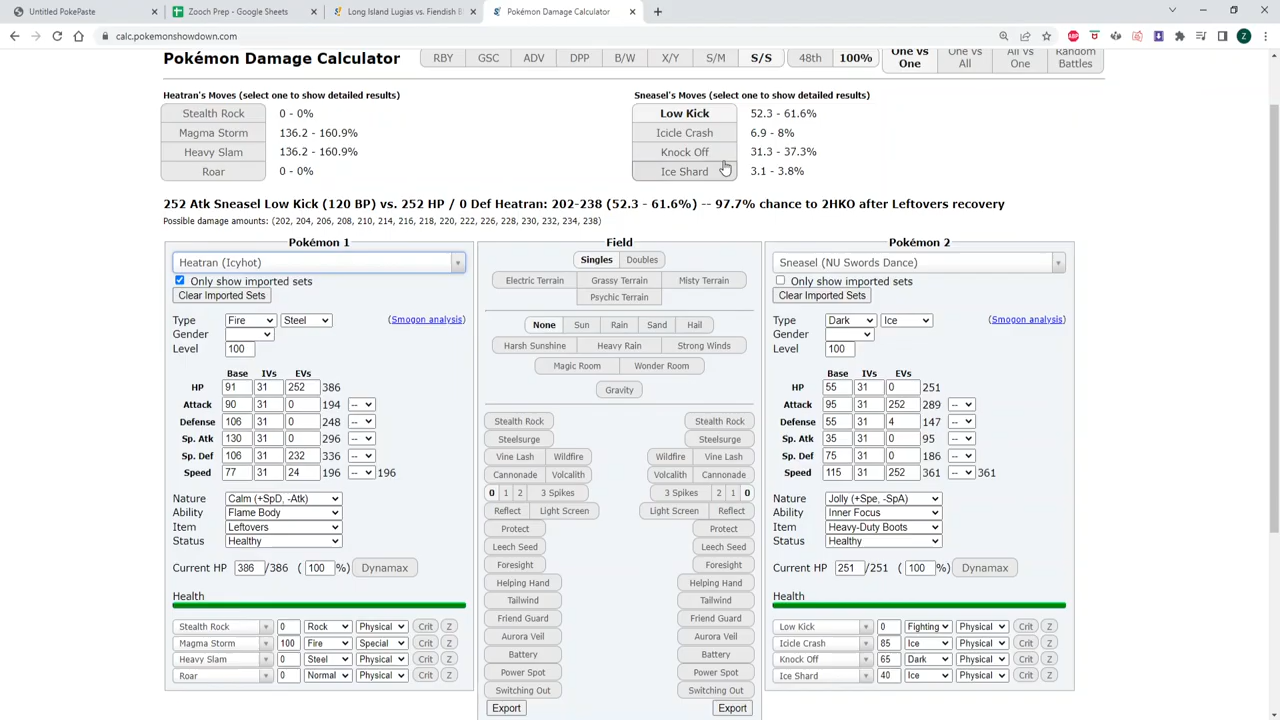 Untitled PokePaste
Zooch Prep - Google Sheets
Long Island Lugias vs. Fiendish B
Pokémon Damage Calculator
calc.pokemonshowdown.com
Z
Pokémon Damage Calculator
RBY GSC ADV DPP B/W X/Y S/M S/S 48th 100% One vs One One vs All All vs One Random Battles
Heatran's Moves (select one to show detailed results)
Stealth Rock 0 - 0%
Magma Storm 136.2 - 160.9%
Heavy Slam 136.2 - 160.9%
Roar 0 - 0%
Sneasel's Moves (select one to show detailed results)
Low Kick 52.3 - 61.6%
Icicle Crash 6.9 - 8%
Knock Off 31.3 - 37.3%
Ice Shard 3.1 - 3.8%
252 Atk Sneasel Low Kick (120 BP) vs. 252 HP / 0 Def Heatran: 202-238 (52.3 - 61.6%) -- 97.7% chance to 2HKO after Leftovers recovery
Possible damage amounts: (202, 204, 206, 208, 210, 214, 216, 218, 220, 222, 226, 228, 230, 232, 234, 238)
Pokémon 1
Heatran (Icyhot)
Only show imported sets
Clear Imported Sets
Type Fire Steel (Smogon analysis)
Gender
Level 100
Base IVs EVs
HP 91 31 252 386
Attack 90 31 0 194 --
Defense 106 31 0 248 --
Sp. Atk 130 31 0 296 --
Sp. Def 106 31 232 336 --
Speed 77 31 24 196 -- 196
Nature Calm (+SpD, -Atk)
Ability Flame Body
Item Leftovers
Status Healthy
Current HP 386 /386 ( 100 %) Dynamax
Health
Stealth Rock 0 Rock Physical Crit Z
Magma Storm 100 Fire Special Crit Z
Heavy Slam 0 Steel Physical Crit Z
Roar 0 Normal Physical Crit Z
Field
Singles Doubles
Electric Terrain Grassy Terrain Misty Terrain
Psychic Terrain
None Sun Rain Sand Hail
Harsh Sunshine Heavy Rain Strong Winds
Magic Room Wonder Room
Gravity
Stealth Rock Stealth Rock
Steelsurge Steelsurge
Vine Lash Wildfire Wildfire Vine Lash
Cannonade Volcalith Volcalith Cannonade
0 1 2 3 Spikes 3 Spikes 2 1 0
Reflect Light Screen Light Screen Reflect
Protect Protect
Leech Seed Leech Seed
Foresight Foresight
Helping Hand Helping Hand
Tailwind Tailwind
Friend Guard Friend Guard
Aurora Veil Aurora Veil
Battery Battery
Power Spot Power Spot
Switching Out Switching Out
Export Export
Pokémon 2
Sneasel (NU Swords Dance)
Only show imported sets
Clear Imported Sets
Type Dark Ice (Smogon analysis)
Gender
Level 100
Base IVs EVs
HP 55 31 0 251
Attack 95 31 252 289 --
Defense 55 31 4 147 --
Sp. Atk 35 31 0 95 --
Sp. Def 75 31 0 186 --
Speed 115 31 252 361 -- 361
Nature Jolly (+Spe, -SpA)
Ability Inner Focus
Item Heavy-Duty Boots
Status Healthy
Current HP 251 /251 ( 100 %) Dynamax
Health
Low Kick 0 Fighting Physical Crit Z
Icicle Crash 85 Ice Physical Crit Z
Knock Off 65 Dark Physical Crit Z
Ice Shard 40 Ice Physical Crit Z